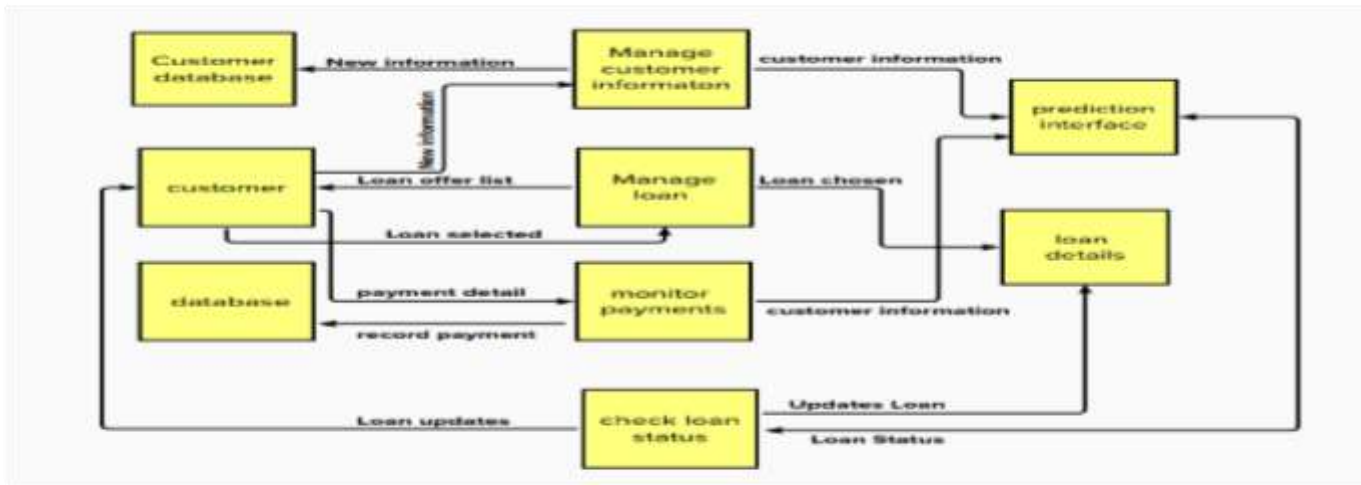 Customer
database
New information
Manage
customer
informaton
customer information
prediction
interface
New information
customer
Loan offer list
Manage
loan
Loan chosen
Loan selected
loan
details
database
payment detail
monitor
payments
customer information
record payment
Loan updates
check loan
status
Updates Loan
Loan Status